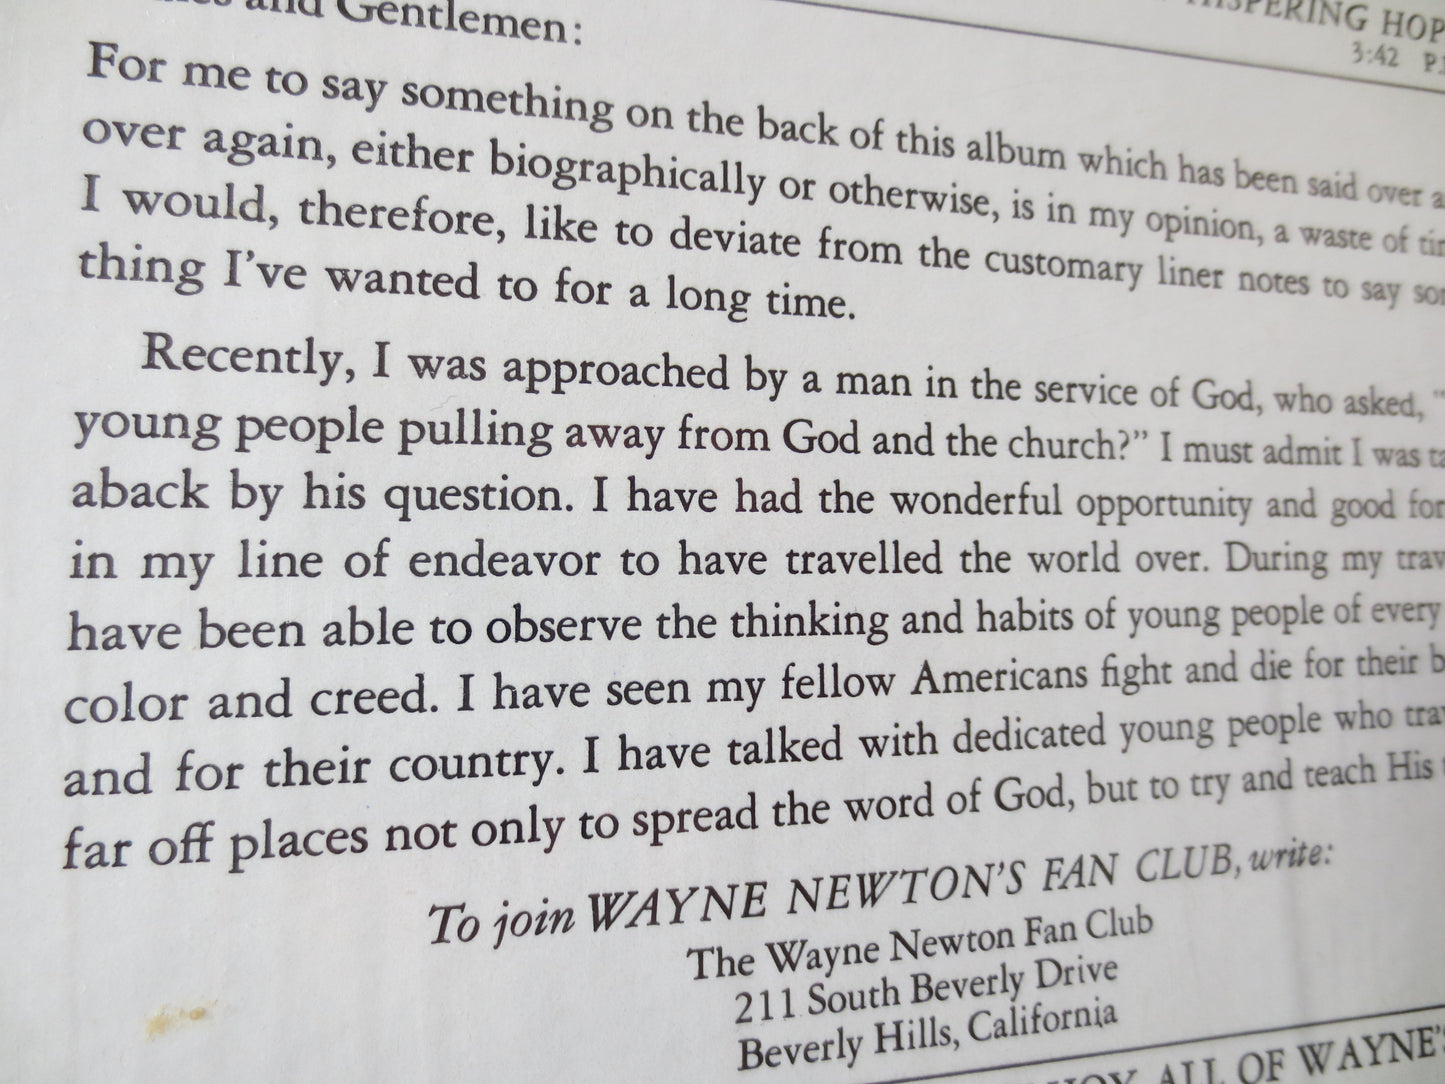 and Gentlemen:
HOP
3:42
For me to say something on the back of this album which has been said over
over again, either biographically or otherwise, is in my opinion, a waste of
I would, therefore, like to deviate from the customary liner notes to say
thing I've wanted to for a long time.
Recently, I was approached by a man in the service of God, who asked, "
young people pulling away from God and the church?" I must admit I was
aback by his question. I have had the wonderful opportunity and good
in my line of endeavor to have travelled the world over. During my
have been able to observe the thinking and habits of young people of every
color and creed. I have seen my fellow Americans fight and die for their
and for their country. I have talked with dedicated young people who
far off places not only to spread the word of God, but to try and teach His
To join WAYNE NEWTON'S FAN CLUB, write:
The Wayne Newton Fan Club
211 South Beverly Drive
Beverly Hills, California
ALL OF WAYNE'S